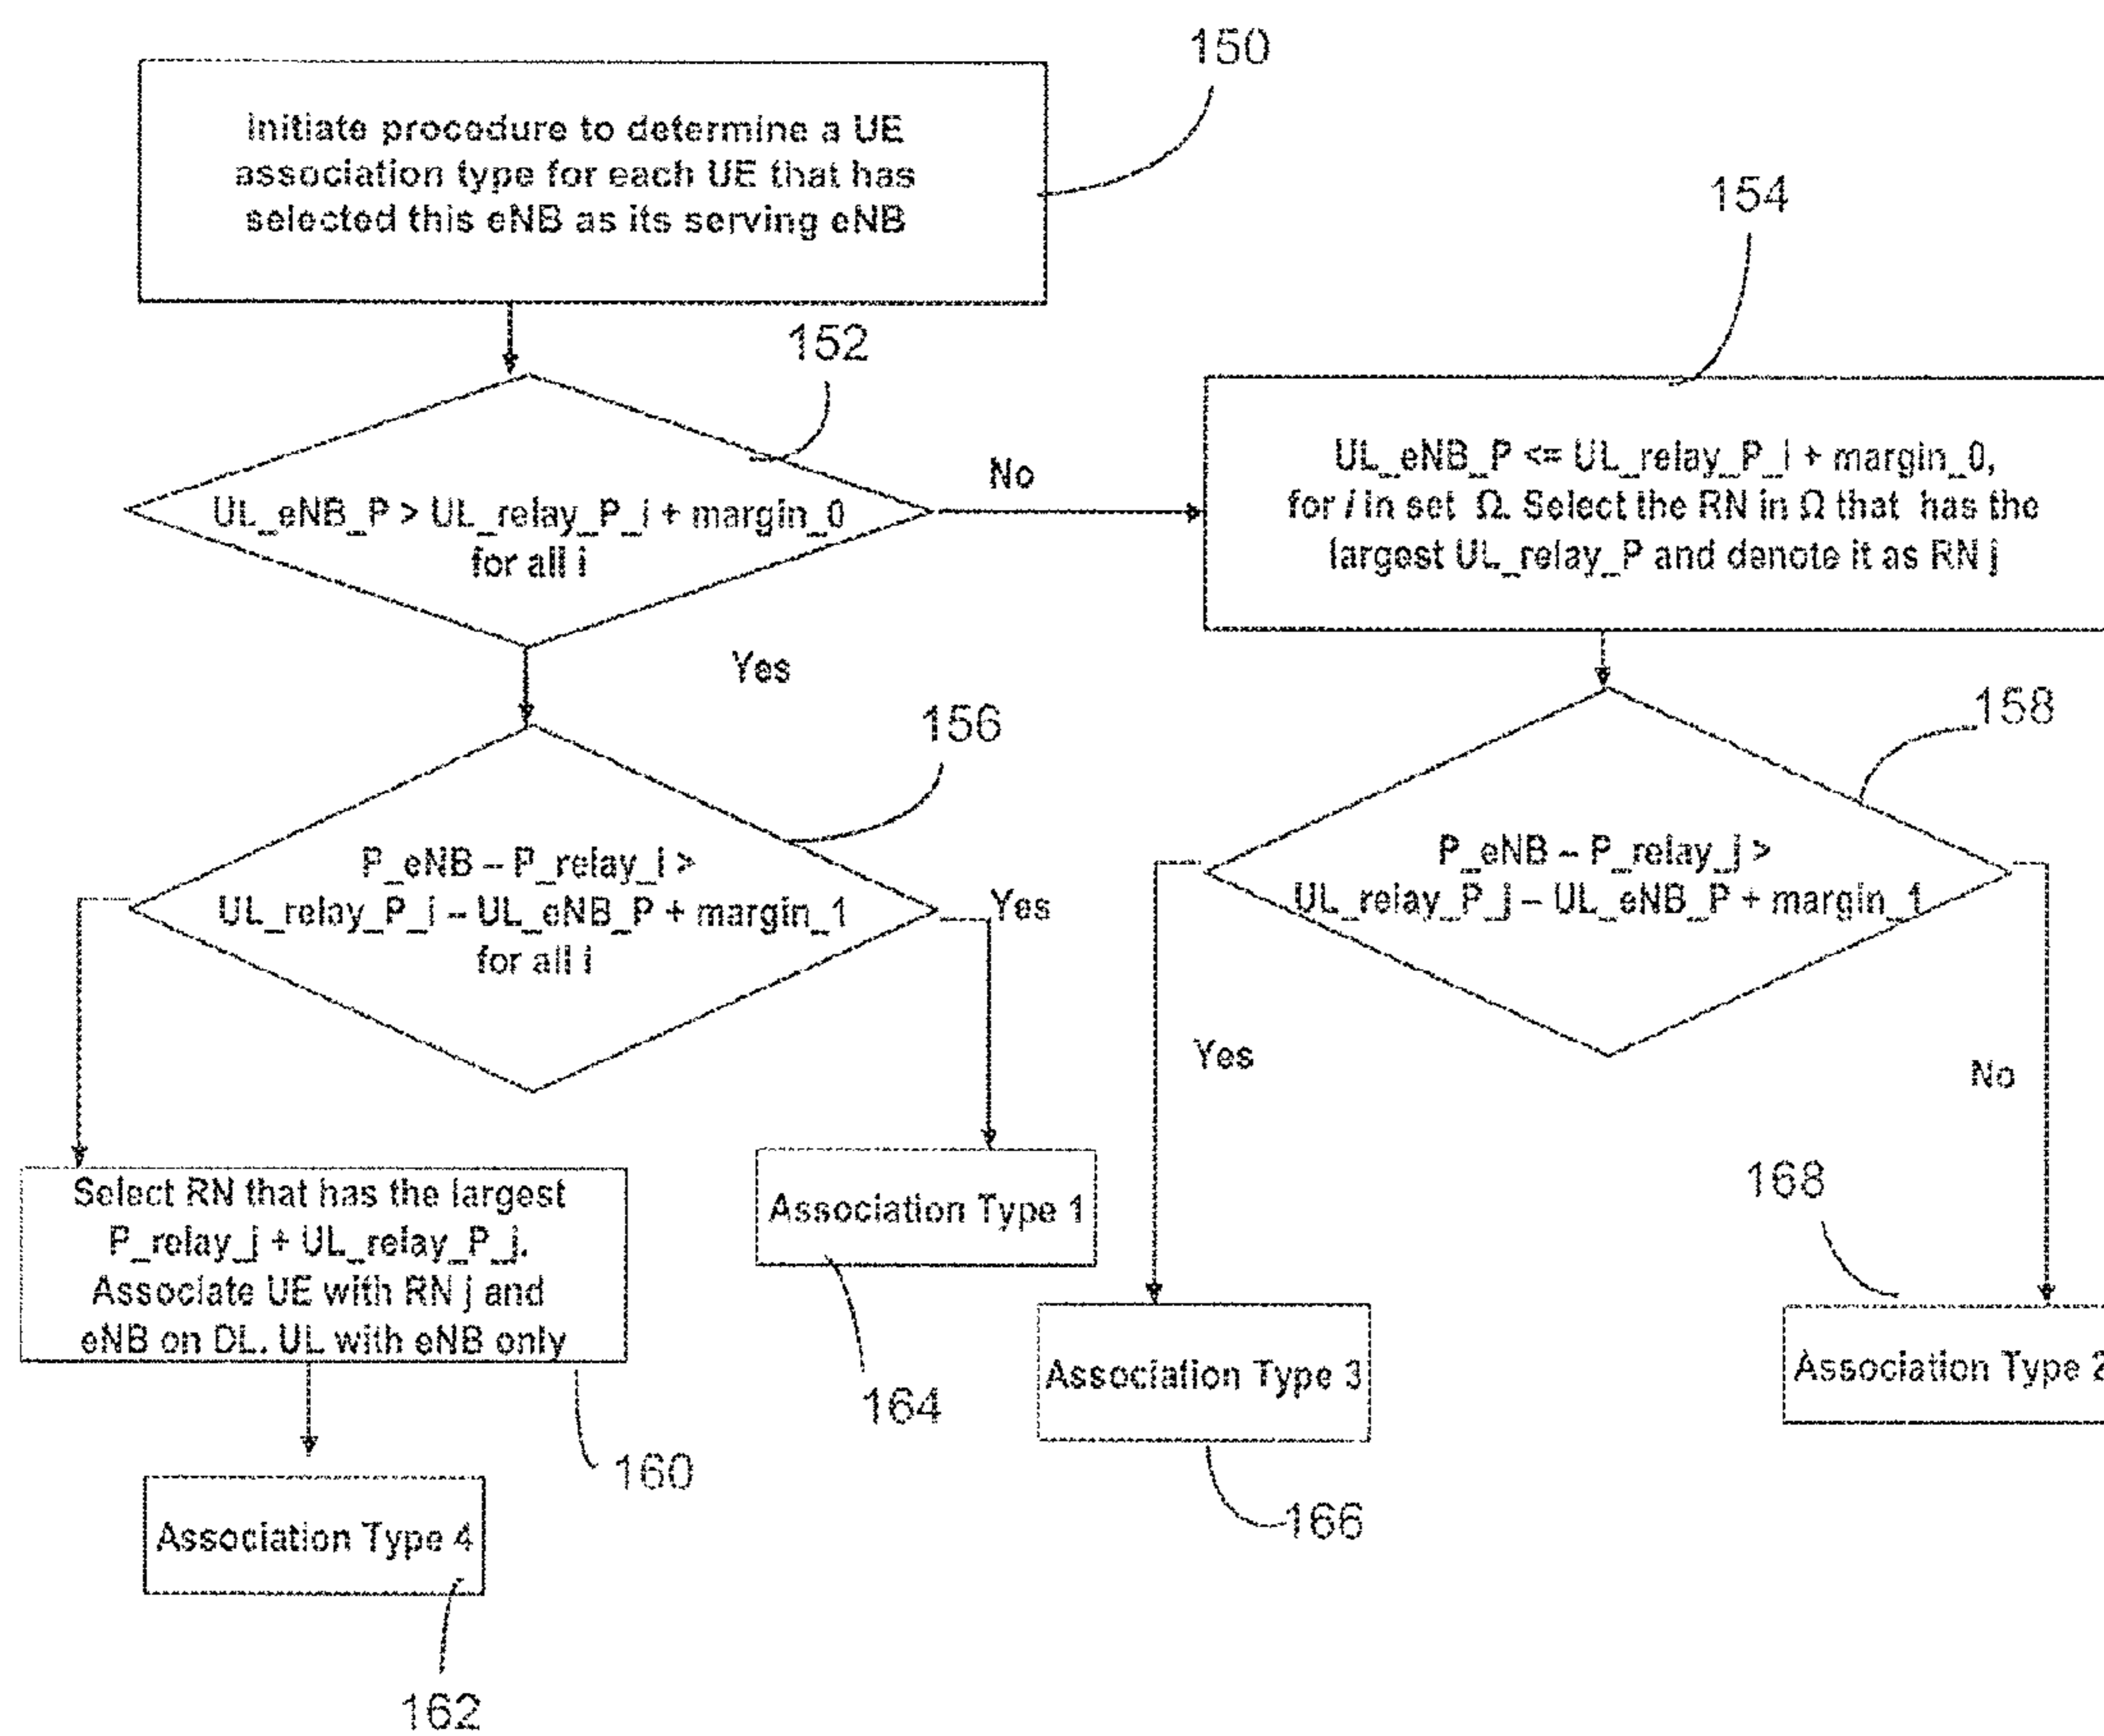 150
Initiate procedure to determine a UE
association type for each UE that has
selected this eNB as its serving eNB
154
152
UL_eNB_P > UL_relay_P_i + margin_0
for all i
No
UL_eNB_P <= UL_relay_P_i + margin_0,
for i in set Ω. Select the RN in Ω that has the
largest UL_relay_P and denote it as RN j
Yes
156
158
P_eNB – P_relay_i >
UL_relay_P_i – UL_eNB_P + margin_1
for all i
Yes
P_eNB – P_relay_j >
UL_relay_P_j – UL_eNB_P + margin_1
Yes
No
Select RN that has the largest
P_relay_j + UL_relay_P_j.
Associate UE with RN j and
eNB on DL. UL with eNB only
Association Type 1
168
164
Association Type 3
Association Type 2
160
166
Association Type 4
162